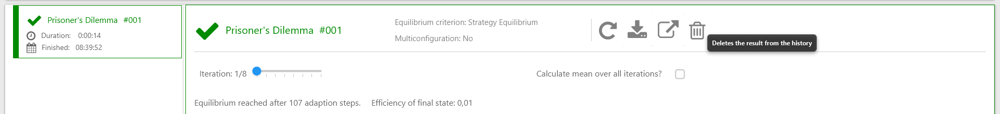 Prisoner's Dilemma #001
Duration: 0:00:14
Finished: 08:39:52
Prisoner's Dilemma #001
Equilibrium criterion: Strategy Equilibrium
Multiconfiguration: No
Deletes the result from the history
Iteration: 1/8
Calculate mean over all iterations?
Equilibrium reached after 107 adaption steps. Efficiency of final state: 0,01